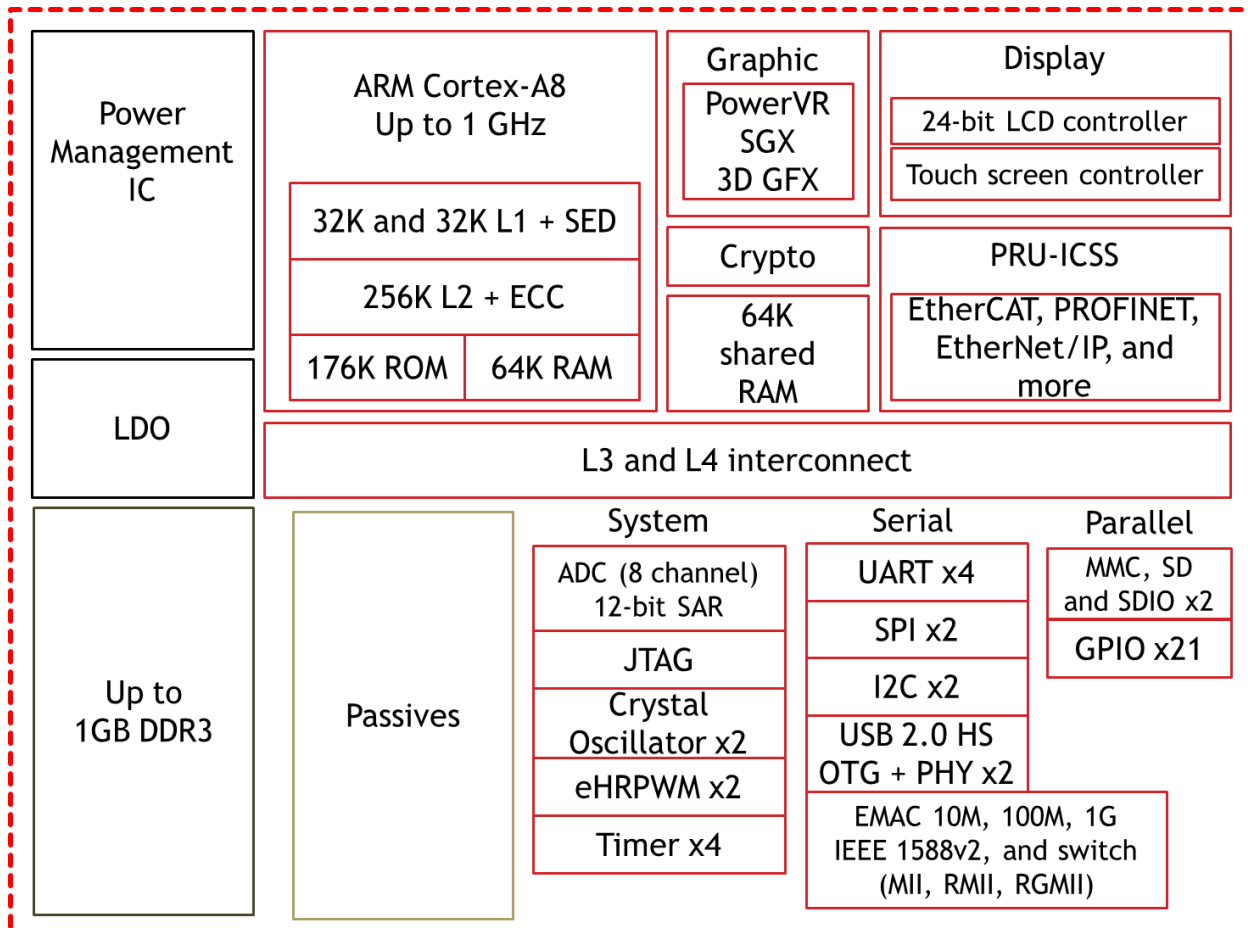 Power
Management
IC
ARM Cortex-A8
Up to 1 GHz
32K and 32K L1 + SED
256K L2 + ECC
176K ROM
64K RAM
Graphic
PowerVR
SGX
3D GFX
Display
24-bit LCD controller
Touch screen controller
Crypto
64K
shared
RAM
PRU-ICSS
EtherCAT, PROFINET,
EtherNet/IP, and
more
LDO
L3 and L4 interconnect
Up to
1GB DDR3
Passives
System
ADC (8 channel)
12-bit SAR
JTAG
Crystal
Oscillator x2
eHRPWM x2
Timer x4
Serial
UART x4
SPI x2
I2C x2
USB 2.0 HS
OTG + PHY x2
EMAC 10M, 100M, 1G
IEEE 1588v2, and switch
(MII, RMII, RGMII)
Parallel
MMC, SD
and SDIO x2
GPIO x21